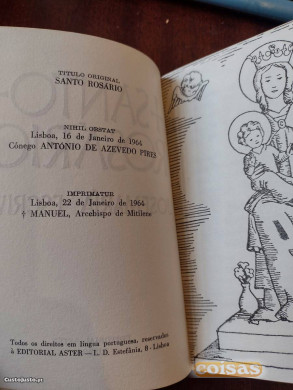 TITULO ORIGINAL
SANTO ROSÁRIO
NIHIL OBSTAT
Lisboa, 16 de Janeiro de 1964
Cónego ANTÓNIO DE AZEVEDO PIRES
IMPRIMATUR
Lisboa, 22 de Janeiro de 1964
† MANUEL, Arcebispo de Mitilene
Todos os direitos em língua portuguesa, reservados
à EDITORIAL ASTER — L. D. Estefânia, 8 - Lisboa
coisas